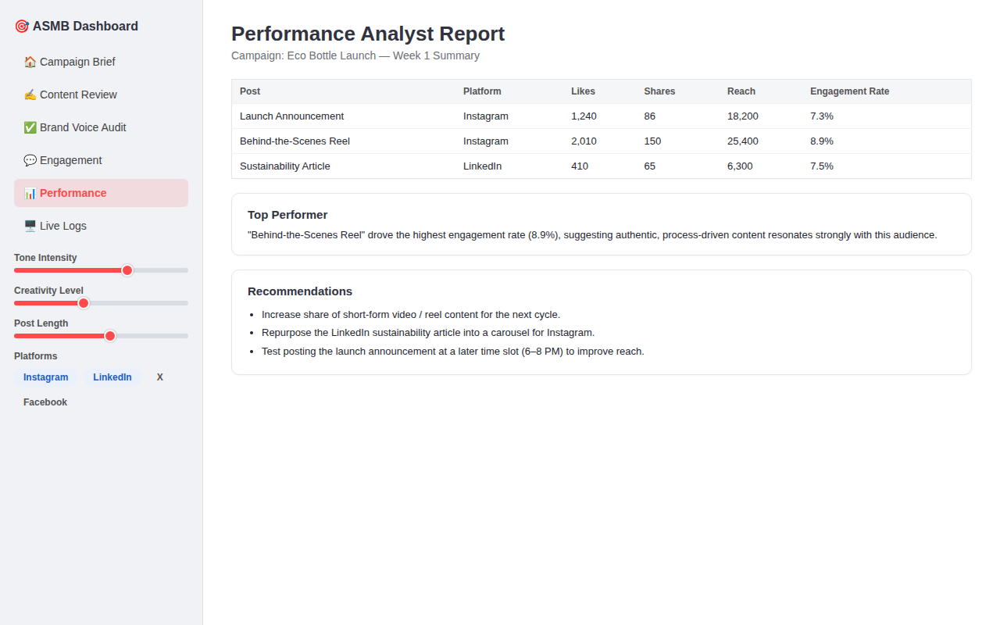 🎯 ASMB Dashboard
🏠 Campaign Brief
✍️ Content Review
✅ Brand Voice Audit
💬 Engagement
📊 Performance
🖥️ Live Logs
Tone Intensity
Creativity Level
Post Length
Platforms
Instagram LinkedIn X
Facebook
Performance Analyst Report
Campaign: Eco Bottle Launch — Week 1 Summary
Post Platform Likes Shares Reach Engagement Rate
Launch Announcement Instagram 1,240 86 18,200 7.3%
Behind-the-Scenes Reel Instagram 2,010 150 25,400 8.9%
Sustainability Article LinkedIn 410 65 6,300 7.5%
Top Performer
"Behind-the-Scenes Reel" drove the highest engagement rate (8.9%), suggesting authentic, process-driven content resonates strongly with this audience.
Recommendations
• Increase share of short-form video / reel content for the next cycle.
• Repurpose the LinkedIn sustainability article into a carousel for Instagram.
• Test posting the launch announcement at a later time slot (6–8 PM) to improve reach.